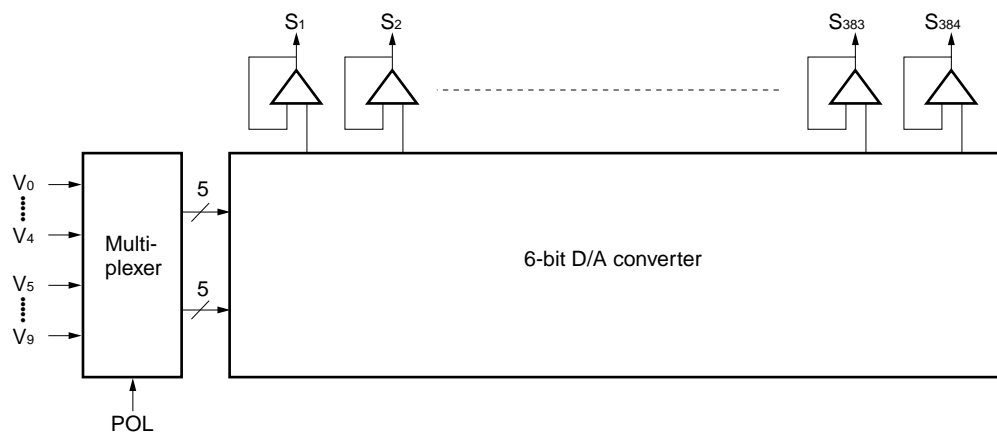 S1 S2 S383 S384
V0
V4
V5
V9
Multi-
plexer
5
5
6-bit D/A converter
POL